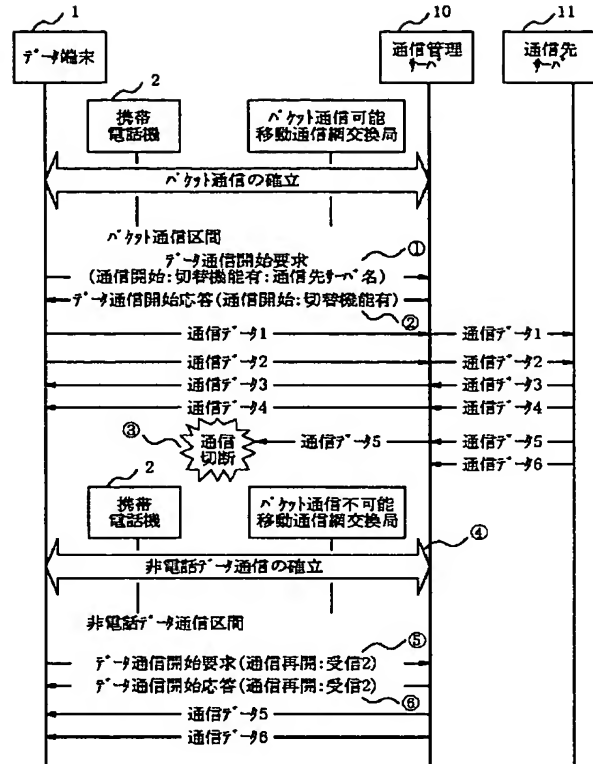 1
10
11
データ端末
通信管理
サーバ
通信先
サーバ
2
携帯
電話機
パケット通信可能
移動通信網交換局
パケット通信の確立
パケット通信区間
①
データ通信開始要求
(通信開始:切替機能有:通信先サーバ名)
データ通信開始応答(通信開始:切替機能有)
②
通信データ1
通信データ1
通信データ2
通信データ2
通信データ3
通信データ3
通信データ4
通信データ4
③
通信
切断
通信データ5
通信データ5
通信データ6
2
携帯
電話機
パケット通信不可能
移動通信網交換局
④
非電話データ通信の確立
非電話データ通信区間
⑤
データ通信開始要求(通信再開:受信2)
データ通信開始応答(通信再開:受信2)
⑥
通信データ5
通信データ6